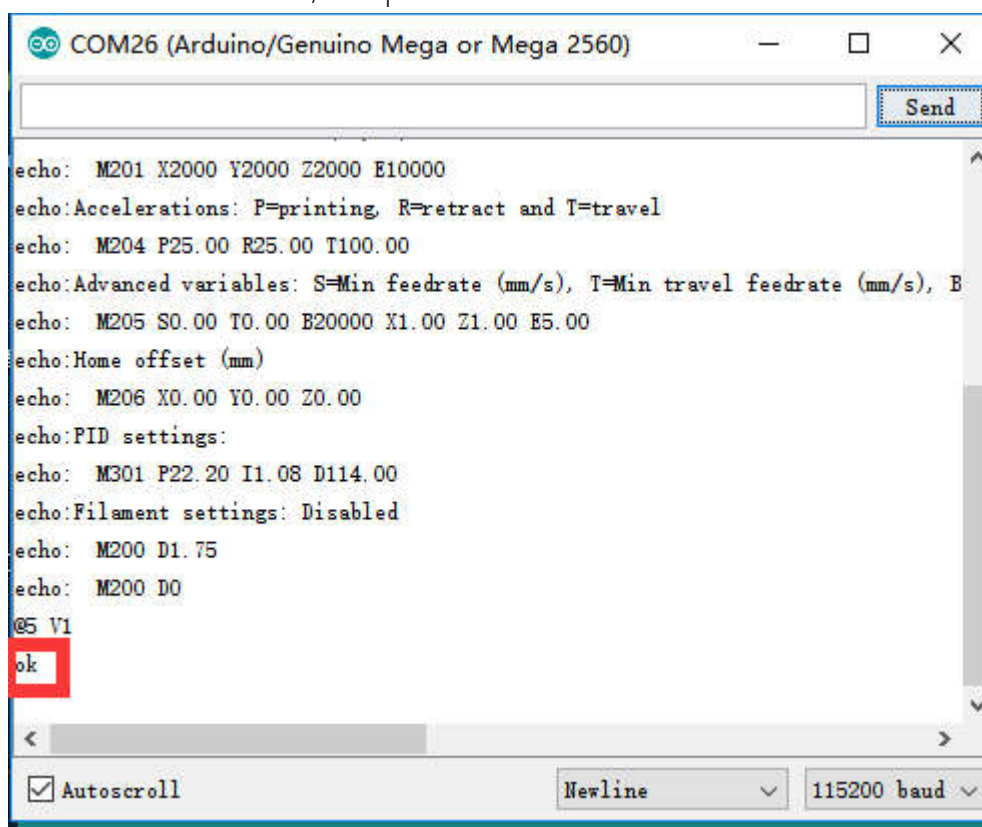 COM26 (Arduino/Genuino Mega or Mega 2560)
Send
echo:  M201 X2000 Y2000 Z2000 E10000
echo:Accelerations: P=printing, R=retract and T=travel
echo:  M204 P25.00 R25.00 T100.00
echo:Advanced variables: S=Min feedrate (mm/s), T=Min travel feedrate (mm/s), B
echo:  M205 S0.00 T0.00 B20000 X1.00 Z1.00 E5.00
echo:Home offset (mm)
echo:  M206 X0.00 Y0.00 Z0.00
echo:PID settings:
echo:  M301 P22.20 I1.08 D114.00
echo:Filament settings: Disabled
echo:  M200 D1.75
echo:  M200 D0
@5 V1
ok
Autoscroll
Newline
115200 baud